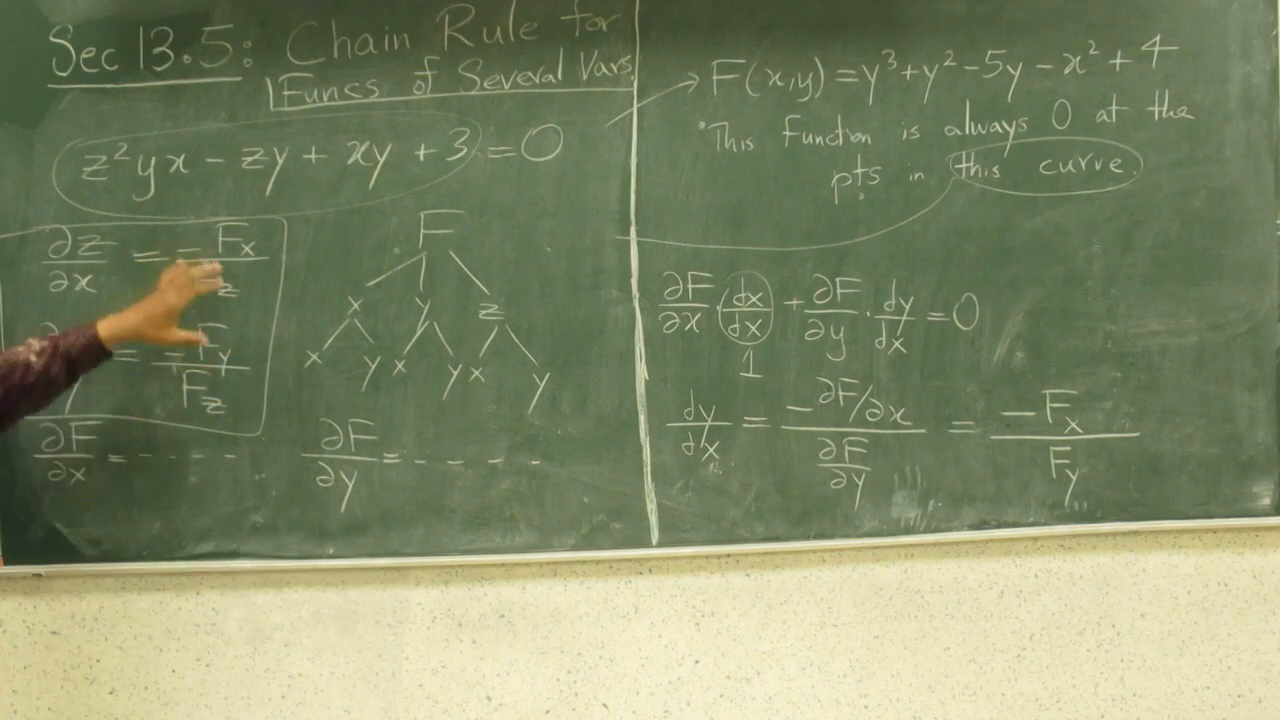 Sec 13.5: Chain Rule for
Funcs of Several Vars
z²yx - zy + xy + 3 = 0
∂z/∂x = -Fx/
= -Fy/Fz
F
x y z
x y x y x y
∂F/∂x = - - - - -
∂F/∂y = - - - - -
F(x,y) = y³+y²-5y-x²+4
This Function is always 0 at the
pts in this curve.
∂F/∂x · dx/dx + ∂F/∂y · dy/dx = 0
1
dy/dx = -∂F/∂x / ∂F/∂y = -Fx/Fy